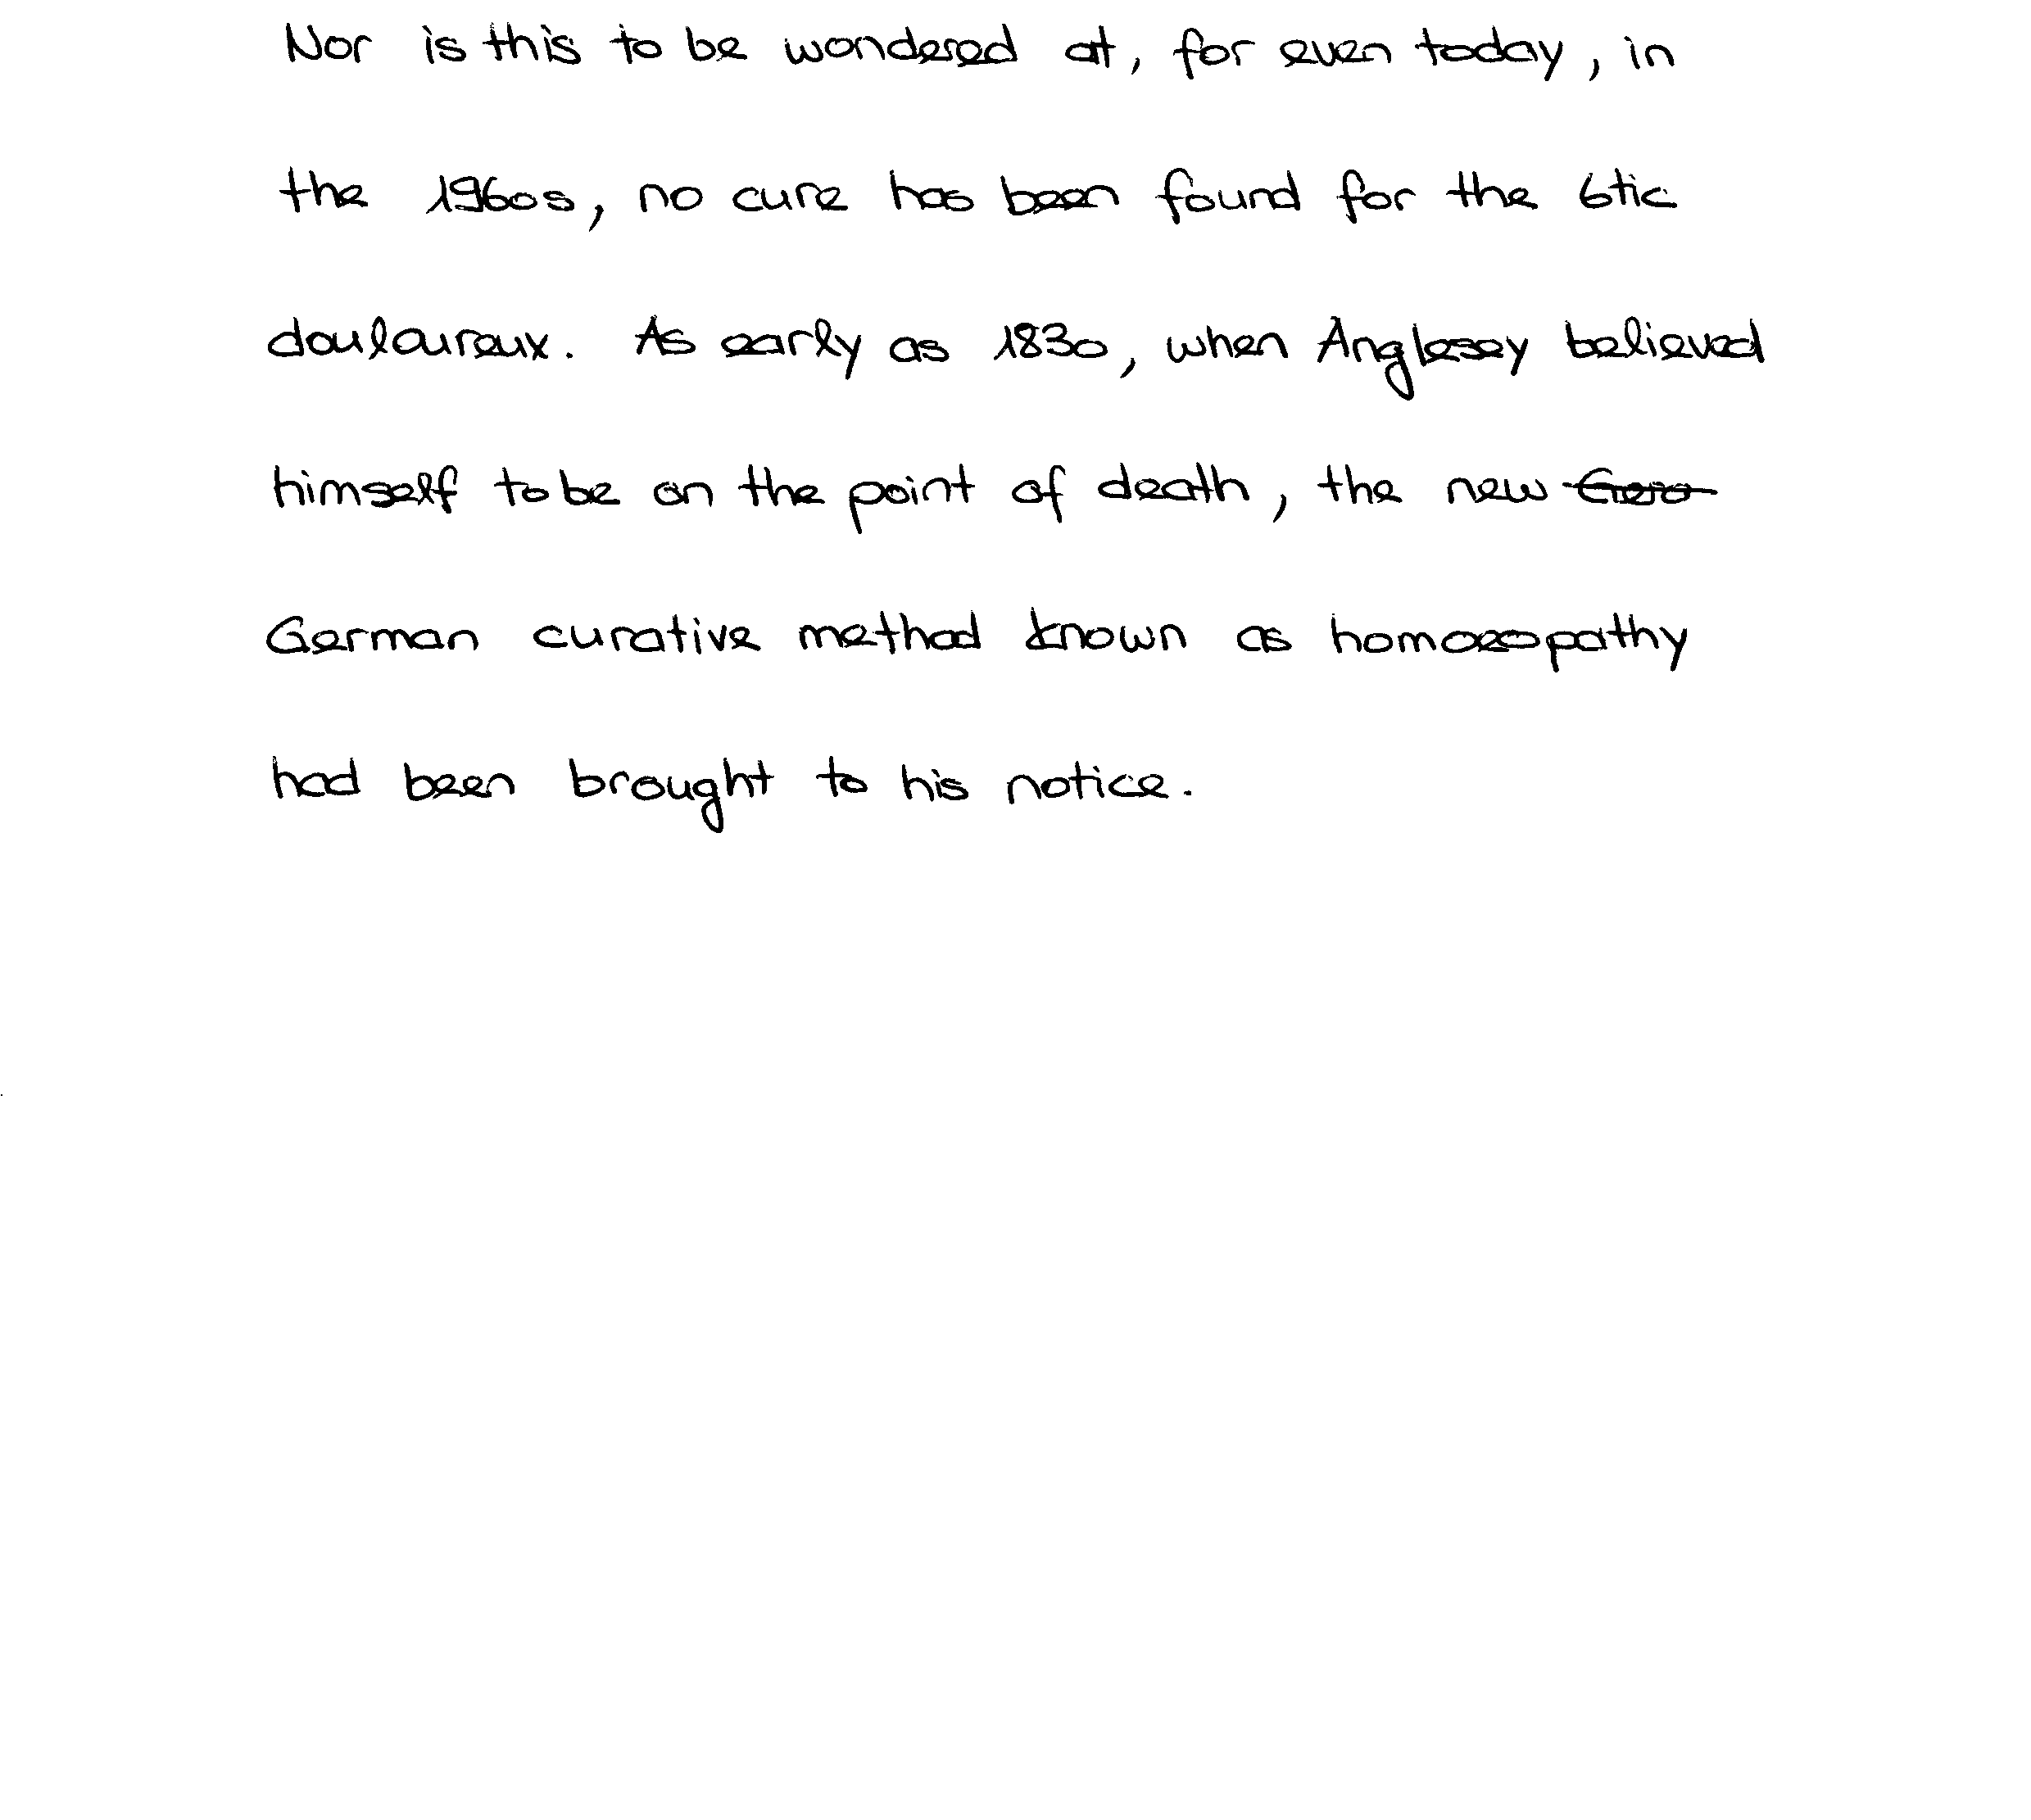 Nor is this to be wondered at, for even today, in
the 1960s, no cure has been found for the 6tic
douloureux. As early as 1830, when Anglesey believed
himself to be on the point of death, the new
German curative method known as homoeopathy
had been brought to his notice.